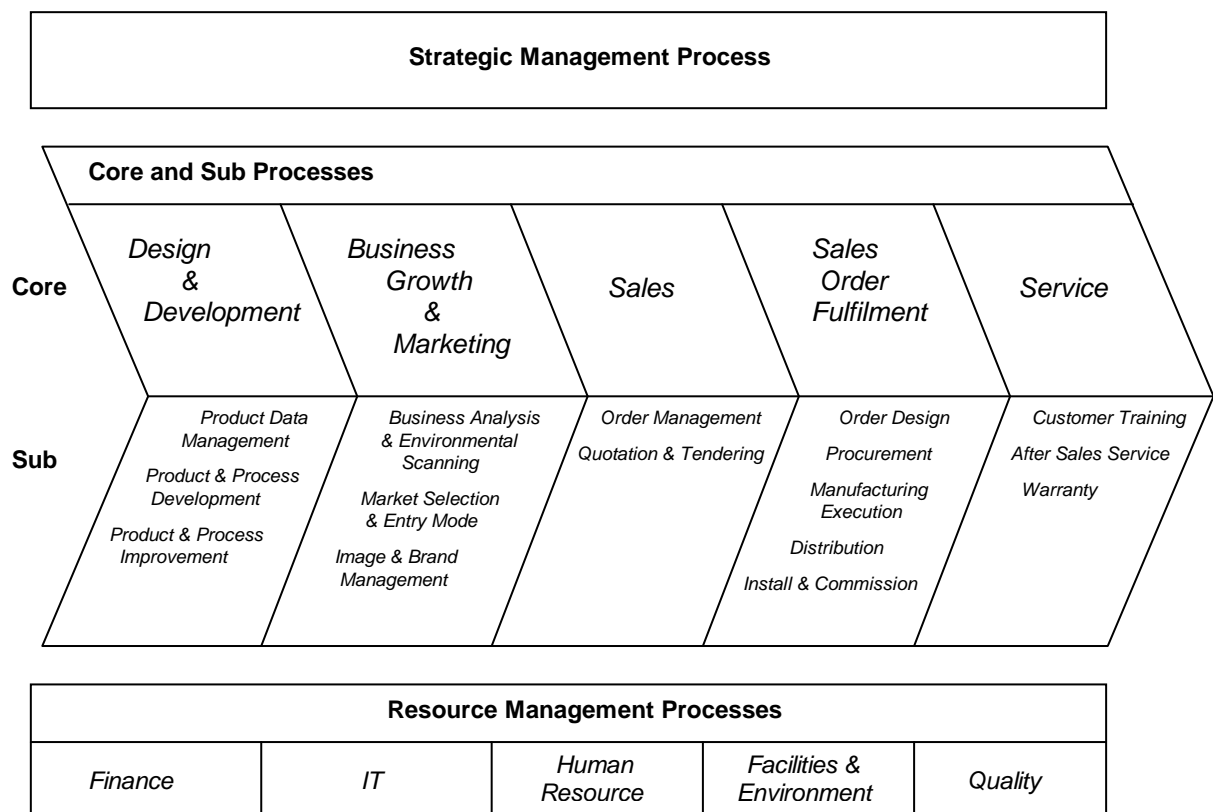 Strategic Management Process
Core and Sub Processes
Core
Design
&
Development
Business
Growth
&
Marketing
Sales
Sales
Order
Fulfilment
Service
Sub
Product Data
Management
Product & Process
Development
Product & Process
Improvement
Business Analysis
& Environmental
Scanning
Market Selection
& Entry Mode
Image & Brand
Management
Order Management
Quotation & Tendering
Order Design
Procurement
Manufacturing
Execution
Distribution
Install & Commission
Customer Training
After Sales Service
Warranty
Resource Management Processes
Finance
IT
Human
Resource
Facilities &
Environment
Quality